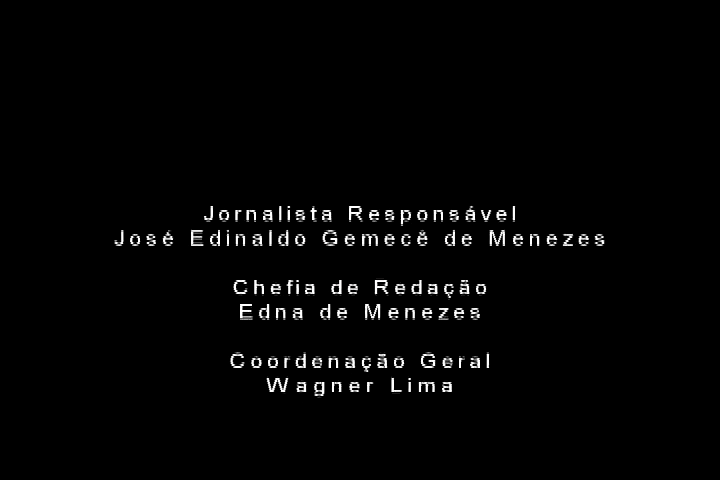 Jornalista Responsável
José Edinaldo Gemecê de Menezes
Chefia de Redação
Edna de Menezes
Coordenação Geral
Wagner Lima